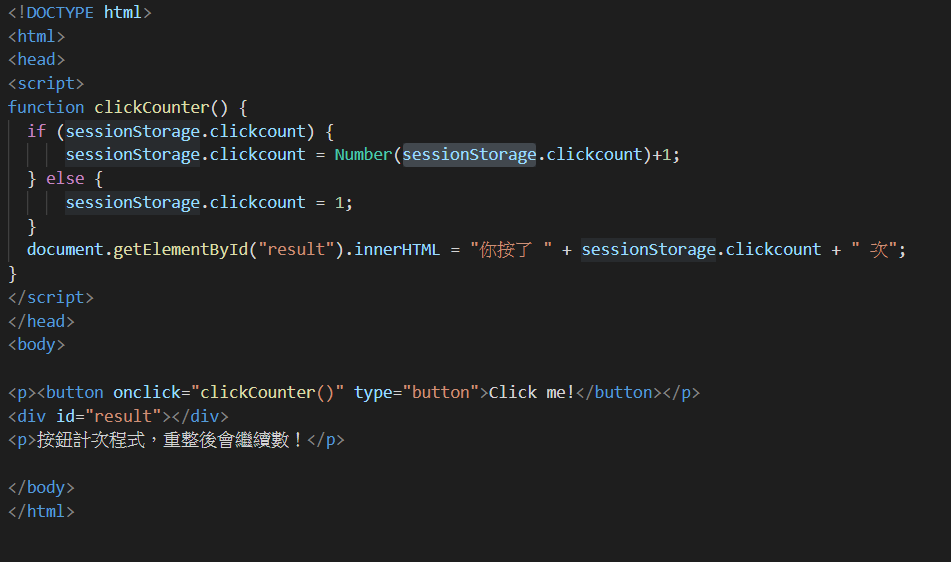 <!DOCTYPE html>
<html>
<head>
<script>
function clickCounter() {
  if (sessionStorage.clickcount) {
      sessionStorage.clickcount = Number(sessionStorage.clickcount)+1;
  } else {
      sessionStorage.clickcount = 1;
  }
  document.getElementById("result").innerHTML = "你按了 " + sessionStorage.clickcount + " 次";
}
</script>
</head>
<body>
<p><button onclick="clickCounter()" type="button">Click me!</button></p>
<div id="result"></div>
<p>按鈕計次程式，重整後會繼續數！</p>
</body>
</html>